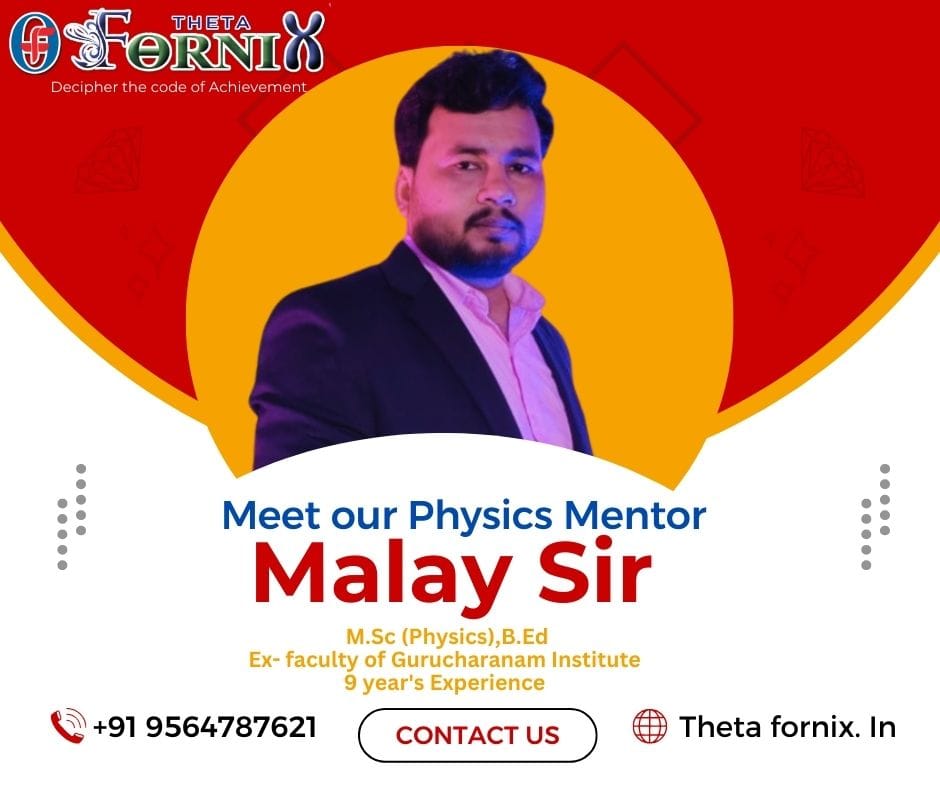 THETA
FORNIX
Decipher the code of Achievement
Meet our Physics Mentor
Malay Sir
M.Sc (Physics),B.Ed
Ex- faculty of Gurucharanam Institute
9 year's Experience
+91 9564787621
CONTACT US
Theta fornix. In